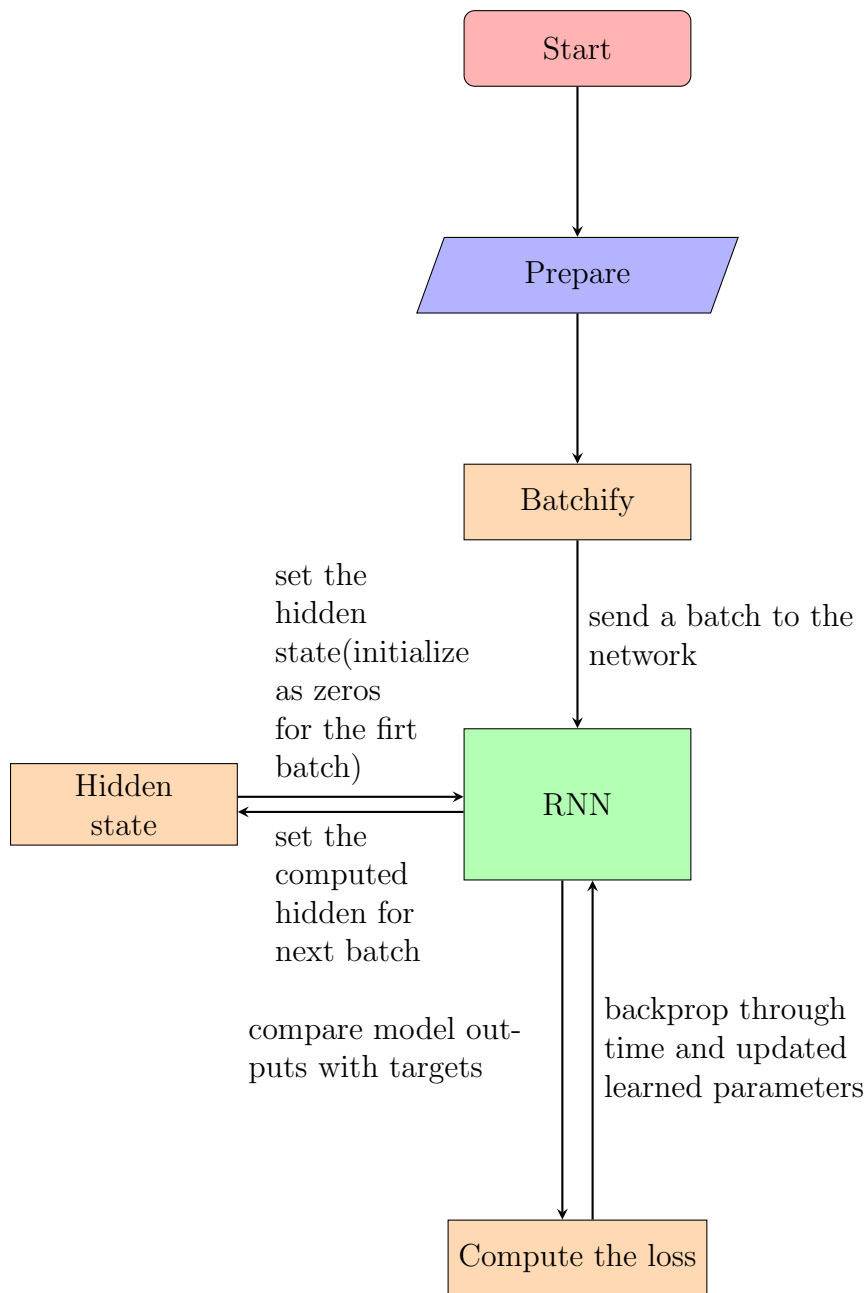 Start
Prepare
Batchify
send a batch to the
network
set the
hidden
state(initialize
as zeros
for the firt
batch)
Hidden
state
RNN
set the
computed
hidden for
next batch
compare model out-
puts with targets
backprop through
time and updated
learned parameters
Compute the loss